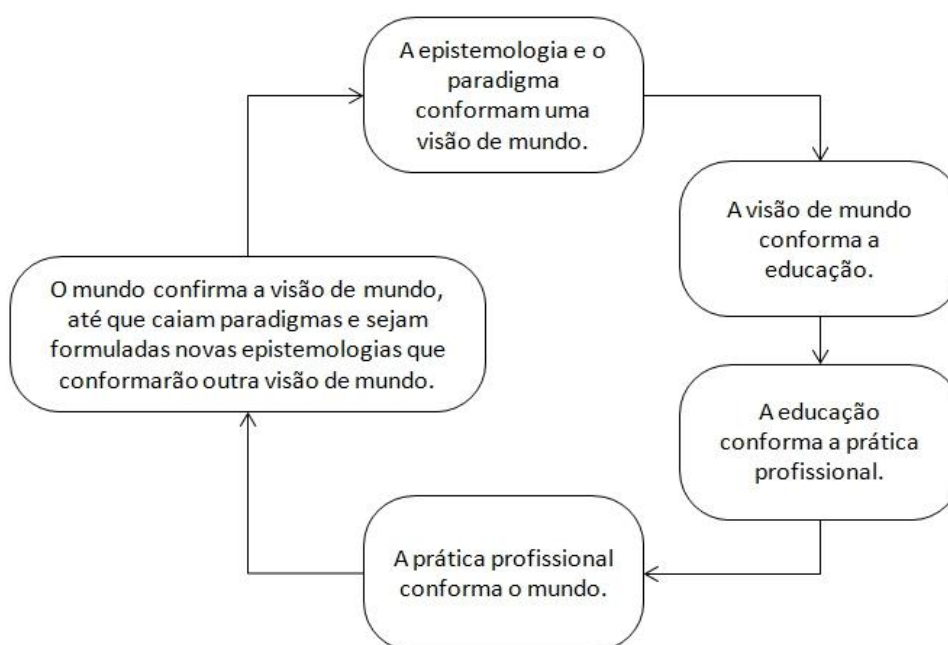 A epistemologia e o
paradigma
conformam uma
visão de mundo.
A visão de mundo
conforma a
educação.
A educação
conforma a prática
profissional.
A prática profissional
conforma o mundo.
O mundo confirma a visão de mundo,
até que caiam paradigmas e sejam
formuladas novas epistemologias que
conformarão outra visão de mundo.